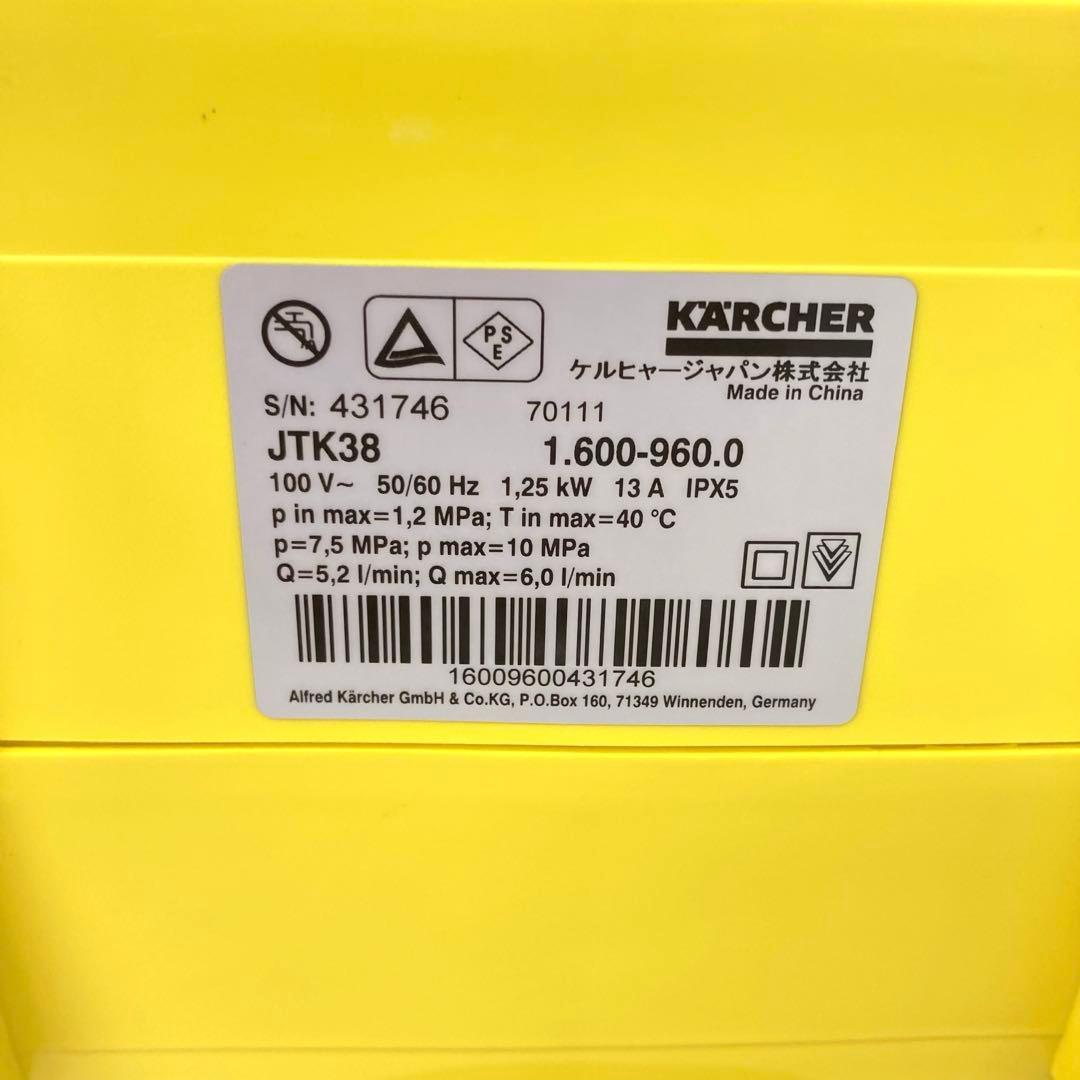 PS
E
KÄRCHER
ケルヒャージャパン株式会社
Made in China
S/N: 431746 70111
JTK38 1.600-960.0
100 V~ 50/60 Hz 1,25 kW 13 A IPX5
p in max=1,2 MPa; T in max=40 °C
p=7,5 MPa; p max=10 MPa
Q=5,2 l/min; Q max=6,0 l/min
16009600431746
Alfred Kärcher GmbH & Co.KG, P.O.Box 160, 71349 Winnenden, Germany